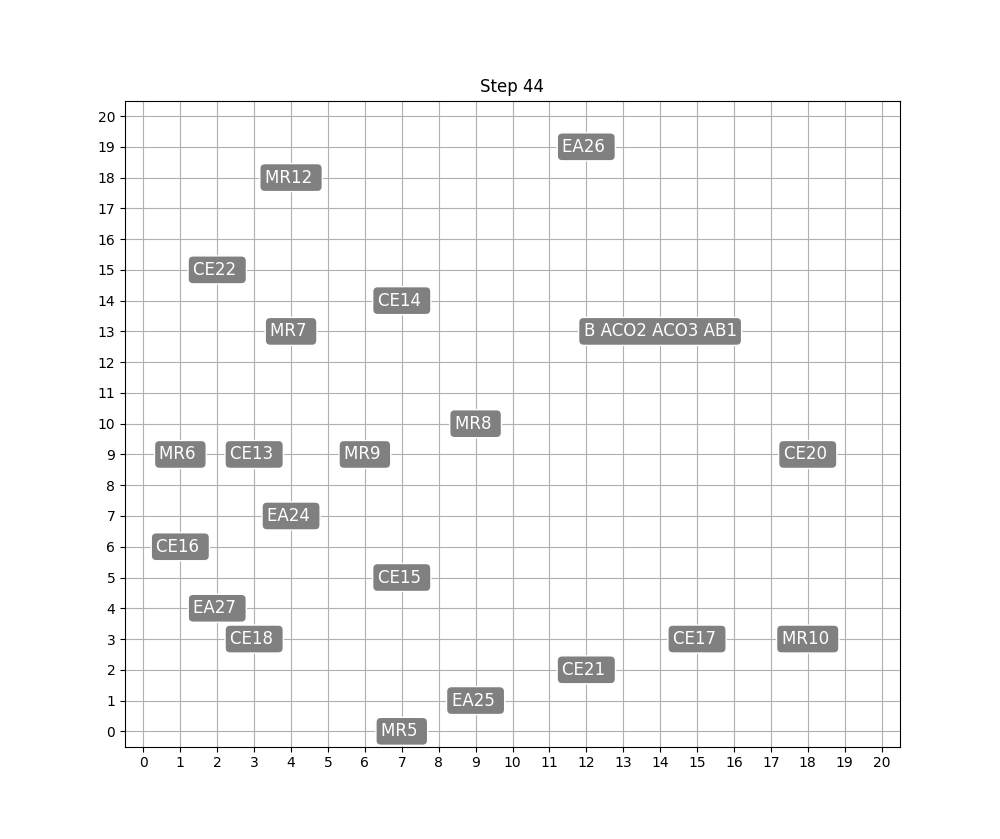 Step 44
20
19
18
17
16
15
14
13
12
11
10
9
8
7
6
5
4
3
2
1
0
EA26
MR12
CE22
CE14
MR7
B ACO2 ACO3 AB1
MR8
MR6 CE13 MR9 CE20
EA24
CE16
CE15
EA27
CE18 CE17 MR10
CE21
EA25
MR5
0 1 2 3 4 5 6 7 8 9 10 11 12 13 14 15 16 17 18 19 20